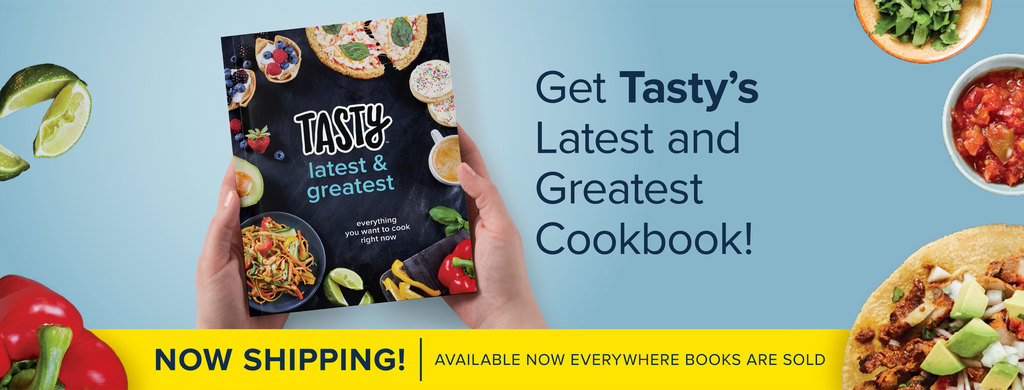 TASTY
latest &
greatest
everything
you want to cook
right now
Get Tasty’s
Latest and
Greatest
Cookbook!
NOW SHIPPING!
AVAILABLE NOW EVERYWHERE BOOKS ARE SOLD